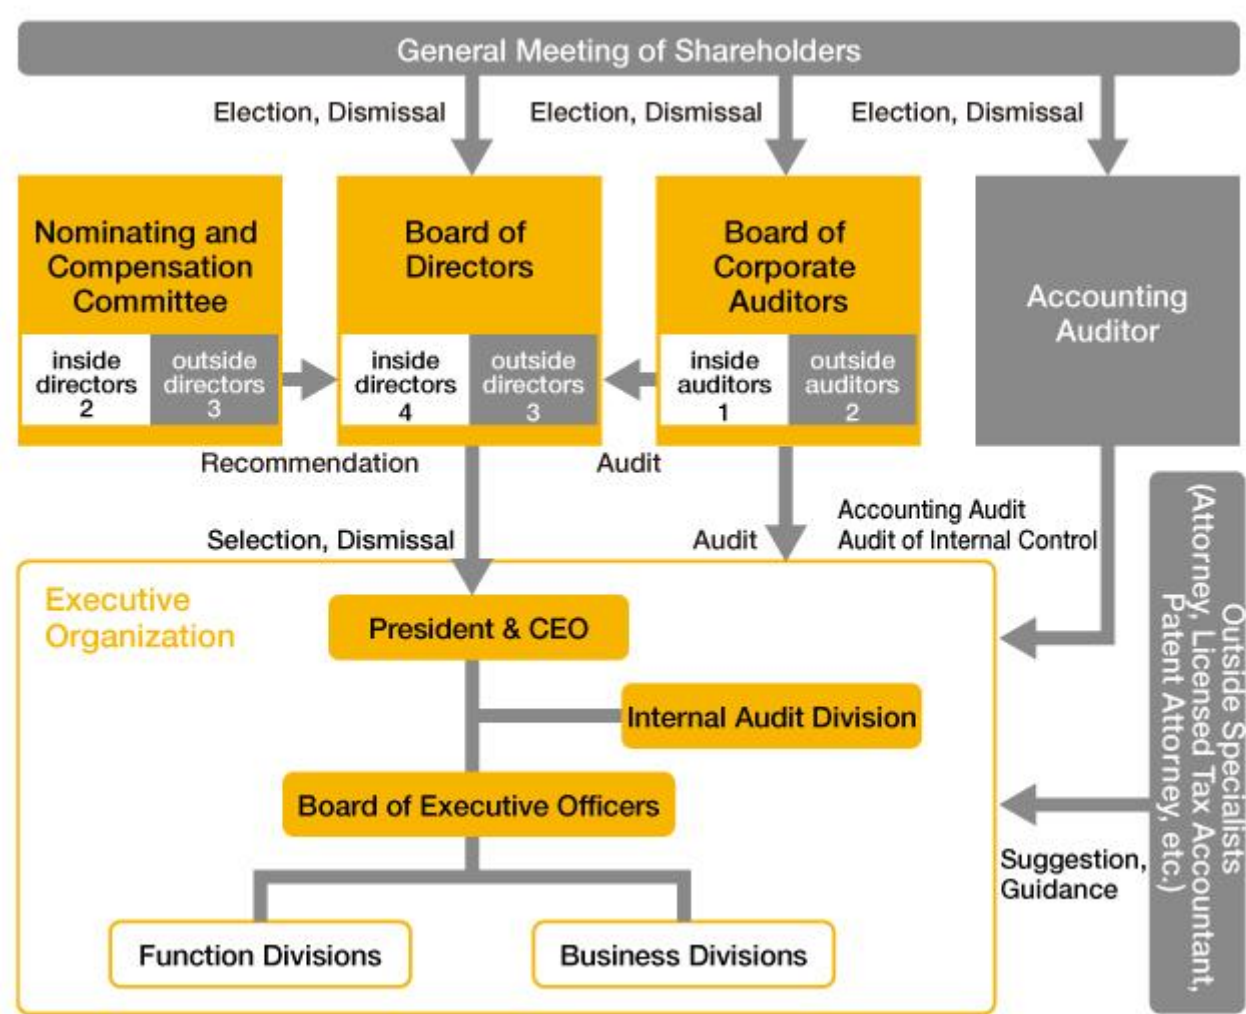 General Meeting of Shareholders
Election, Dismissal
Election, Dismissal
Election, Dismissal
Nominating and
Compensation
Committee
inside
directors
2
outside
directors
3
Board of
Directors
inside
directors
4
outside
directors
3
Board of
Corporate
Auditors
inside
auditors
1
outside
auditors
2
Accounting
Auditor
Recommendation
Audit
Selection, Dismissal
Audit
Accounting Audit
Audit of Internal Control
Outside Specialists
(Attorney, Licensed Tax Accountant,
Patent Attorney, etc.)
Executive
Organization
President & CEO
Internal Audit Division
Board of Executive Officers
Suggestion,
Guidance
Function Divisions
Business Divisions